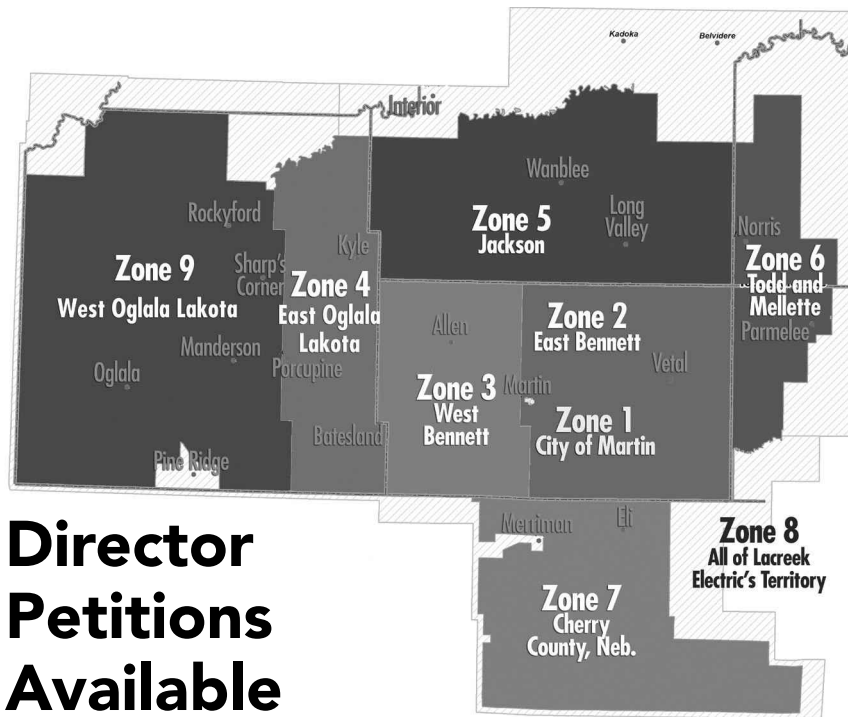 Kadoka
Belvidere
Interior
Wanblee
Rockyford
Zone 5
Jackson
Long
Valley
Norris
Kyle
Zone 9
West Oglala Lakota
Sharp's
Corner
Zone 4
East Oglala
Lakota
Zone 6
Todd and
Mellette
Parmelee
Allen
Zone 2
East Bennett
Manderson
Oglala
Porcupine
Vetal
Zone 3
West
Bennett
Martin
Zone 1
City of Martin
Batesland
Pine Ridge
Merriman
Eli
Zone 8
All of Lacreek
Electric's Territory
Zone 7
Cherry
County, Neb.
Director
Petitions
Available